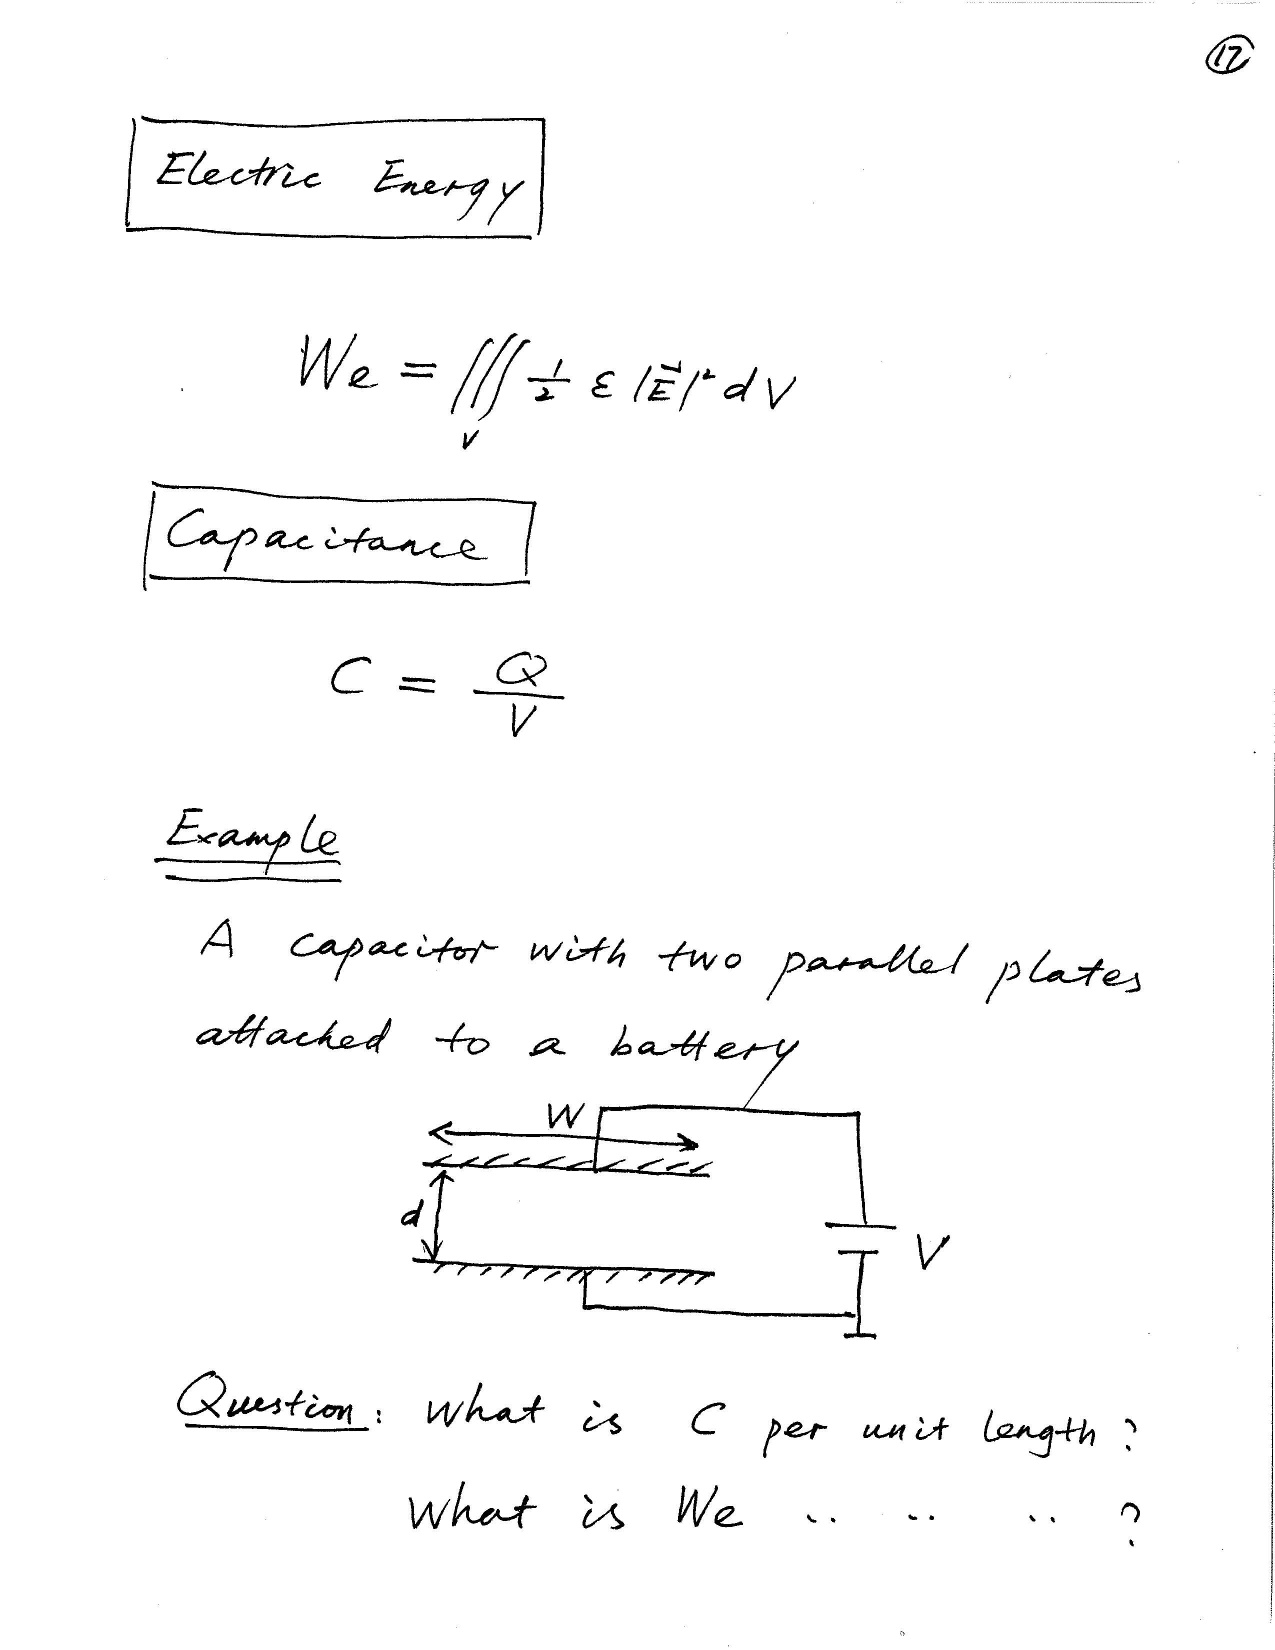 17
Electric Energy
We = ∭_V 1/2 ε |E⃗|² dV
Capacitance
C = Q/V
Example
A capacitor with two parallel plates
attached to a battery
W
d
V
Question: What is C per unit length?
What is We .. .. .. ?